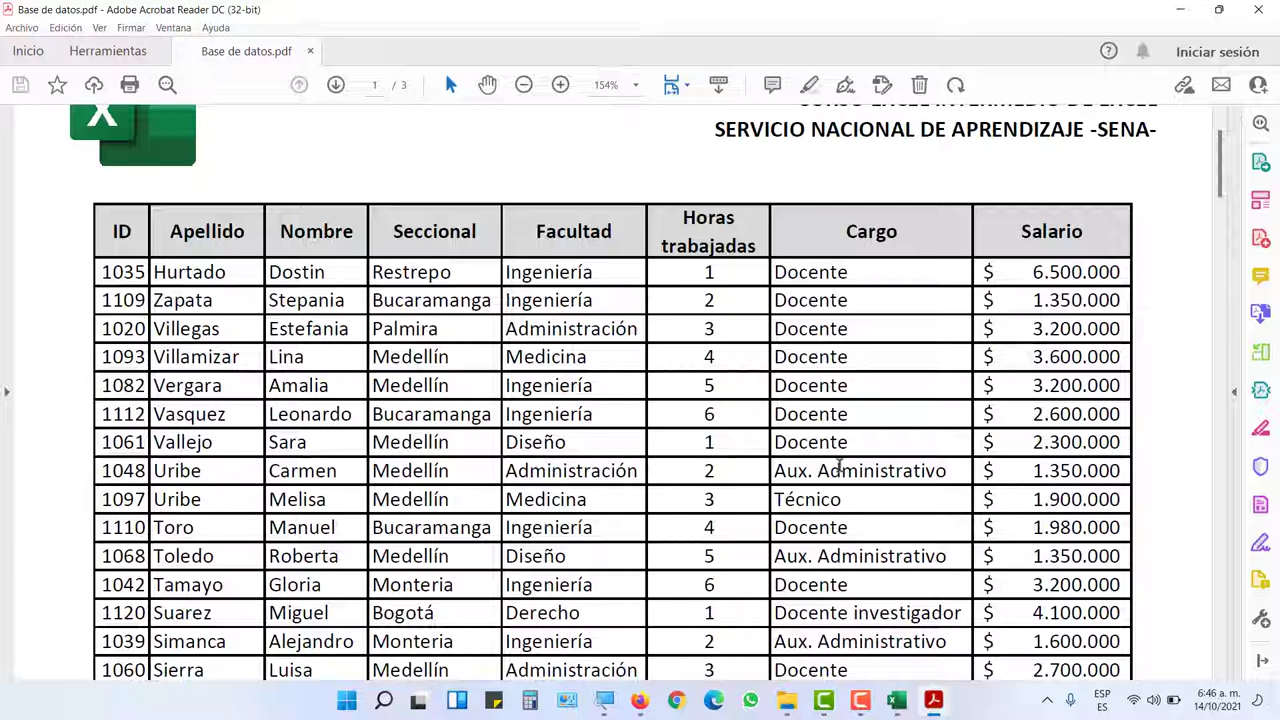 Base de datos.pdf - Adobe Acrobat Reader DC (32-bit)
Archivo Edición Ver Firmar Ventana Ayuda
Inicio Herramientas Base de datos.pdf × Iniciar sesión
1 / 3 154%
CURSO EXCEL INTERMEDIO DE EXCEL
SERVICIO NACIONAL DE APRENDIZAJE -SENA-
X
ID Apellido Nombre Seccional Facultad Horas trabajadas Cargo Salario
1035 Hurtado Dostin Restrepo Ingeniería 1 Docente $ 6.500.000
1109 Zapata Stepania Bucaramanga Ingeniería 2 Docente $ 1.350.000
1020 Villegas Estefania Palmira Administración 3 Docente $ 3.200.000
1093 Villamizar Lina Medellín Medicina 4 Docente $ 3.600.000
1082 Vergara Amalia Medellín Ingeniería 5 Docente $ 3.200.000
1112 Vasquez Leonardo Bucaramanga Ingeniería 6 Docente $ 2.600.000
1061 Vallejo Sara Medellín Diseño 1 Docente $ 2.300.000
1048 Uribe Carmen Medellín Administración 2 Aux. Administrativo $ 1.350.000
1097 Uribe Melisa Medellín Medicina 3 Técnico $ 1.900.000
1110 Toro Manuel Bucaramanga Ingeniería 4 Docente $ 1.980.000
1068 Toledo Roberta Medellín Diseño 5 Aux. Administrativo $ 1.350.000
1042 Tamayo Gloria Monteria Ingeniería 6 Docente $ 3.200.000
1120 Suarez Miguel Bogotá Derecho 1 Docente investigador $ 4.100.000
1039 Simanca Alejandro Monteria Ingeniería 2 Aux. Administrativo $ 1.600.000
1060 Sierra Luisa Medellín Administración 3 Docente $ 2.700.000
ESP
ES
6:46 a. m.
14/10/2021